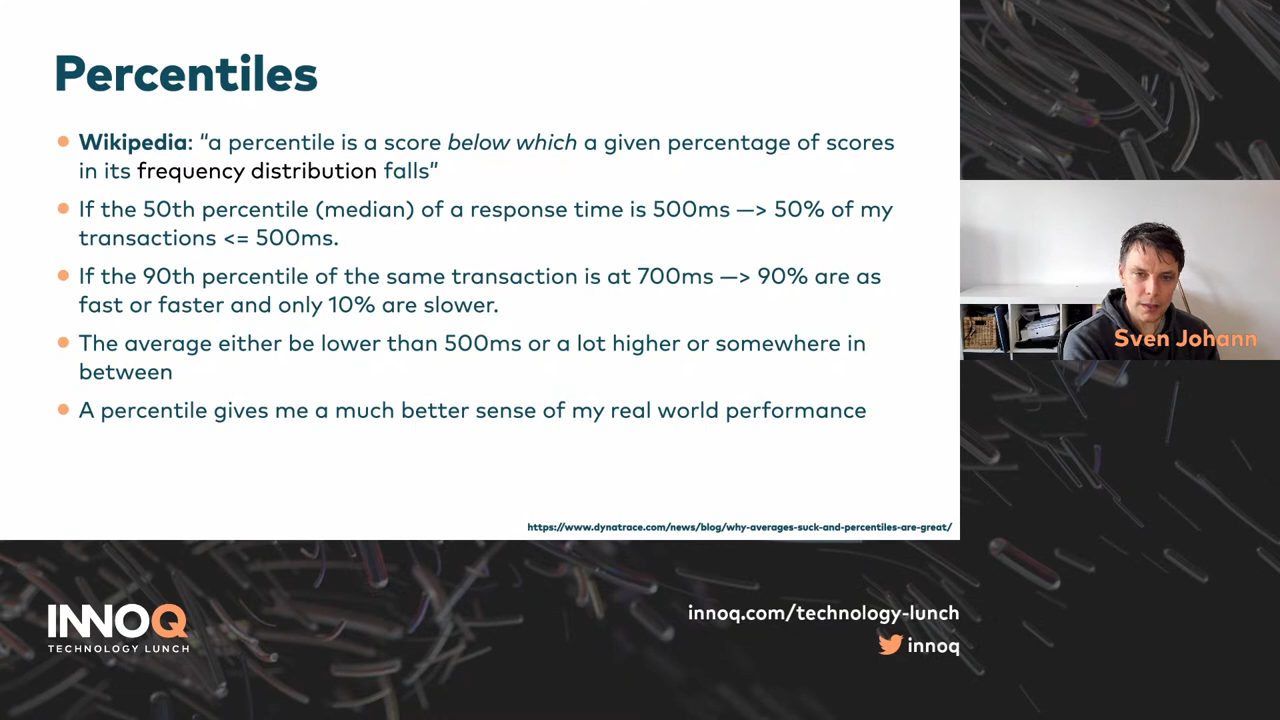 Percentiles
Wikipedia: “a percentile is a score below which a given percentage of scores
in its frequency distribution falls”
If the 50th percentile (median) of a response time is 500ms —> 50% of my
transactions <= 500ms.
If the 90th percentile of the same transaction is at 700ms —> 90% are as
fast or faster and only 10% are slower.
The average either be lower than 500ms or a lot higher or somewhere in
between
A percentile gives me a much better sense of my real world performance
https://www.dynatrace.com/news/blog/why-averages-suck-and-percentiles-are-great/
Sven Johann
INNOQ
TECHNOLOGY LUNCH
innoq.com/technology-lunch
innoq